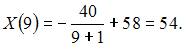 X(9) = − 40/(9 + 1) + 58 = 54.